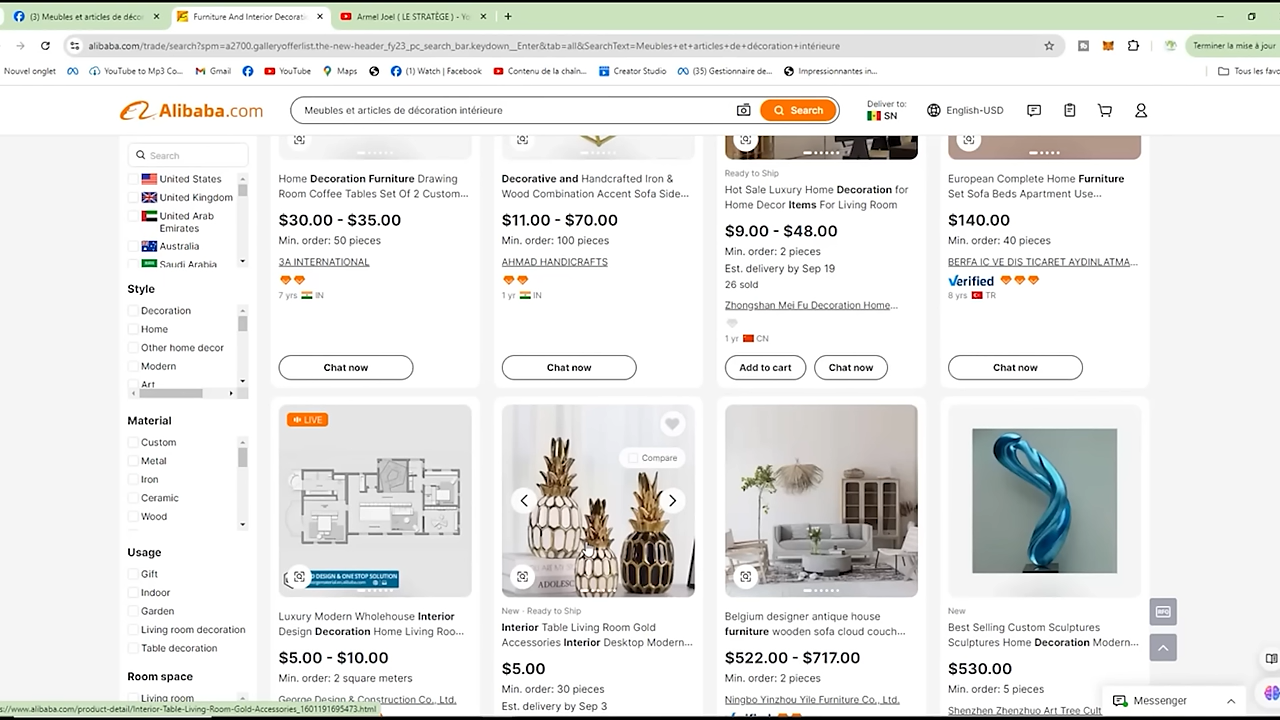 (3) Meubles et articles de déco
Furniture And Interior Decorati
Armel Joel ( LE STRATÈGE ) - Yo
alibaba.com/trade/search?spm=a2700.galleryofferlist.the-new-header_fy23_pc_search_bar.keydown__Enter&tab=all&SearchText=Meubles+et+articles+de+décoration+intérieure
Terminer la mise à jour
Nouvel onglet
YouTube to Mp3 Co...
Gmail
YouTube
Maps
(1) Watch | Facebook
Contenu de la chaîn...
Creator Studio
(35) Gestionnaire de...
Impressionnantes in...
Tous les favo
Alibaba.com
Meubles et articles de décoration intérieure
Search
Deliver to:
SN
English-USD
Search
United States
United Kingdom
United Arab
Emirates
Australia
Saudi Arabia
Style
Decoration
Home
Other home decor
Modern
Art
Material
Custom
Metal
Iron
Ceramic
Wood
Usage
Gift
Indoor
Garden
Living room decoration
Table decoration
Room space
Living room
Home Decoration Furniture Drawing
Room Coffee Tables Set Of 2 Custom...
$30.00 - $35.00
Min. order: 50 pieces
3A INTERNATIONAL
7 yrs IN
Chat now
Decorative and Handcrafted Iron &
Wood Combination Accent Sofa Side...
$11.00 - $70.00
Min. order: 100 pieces
AHMAD HANDICRAFTS
1 yr IN
Chat now
Ready to Ship
Hot Sale Luxury Home Decoration for
Home Decor Items For Living Room
$9.00 - $48.00
Min. order: 2 pieces
Est. delivery by Sep 19
26 sold
Zhongshan Mei Fu Decoration Home...
1 yr CN
Add to cart
Chat now
European Complete Home Furniture
Set Sofa Beds Apartment Use...
$140.00
Min. order: 40 pieces
BERFA IC VE DIS TICARET AYDINLATMA...
Verified
8 yrs TR
Chat now
LIVE
DESIGN & ONE STOP SOLUTION
Luxury Modern Wholehouse Interior
Design Decoration Home Living Roo...
$5.00 - $10.00
Min. order: 2 square meters
George Design & Construction Co., Ltd.
Compare
ADOLESC
New · Ready to Ship
Interior Table Living Room Gold
Accessories Interior Desktop Modern...
$5.00
Min. order: 30 pieces
Est. delivery by Sep 3
Belgium designer antique house
furniture wooden sofa cloud couch...
$522.00 - $717.00
Min. order: 2 pieces
Ningbo Yinzhou Yile Furniture Co., Ltd.
New
Best Selling Custom Sculptures
Sculptures Home Decoration Modern...
$530.00
Min. order: 5 pieces
Shenzhen Zhenzhuo Art Tree Cult
RFQ
Messenger
s://www.alibaba.com/product-detail/Interior-Table-Living-Room-Gold-Accessories_1601191695473.html